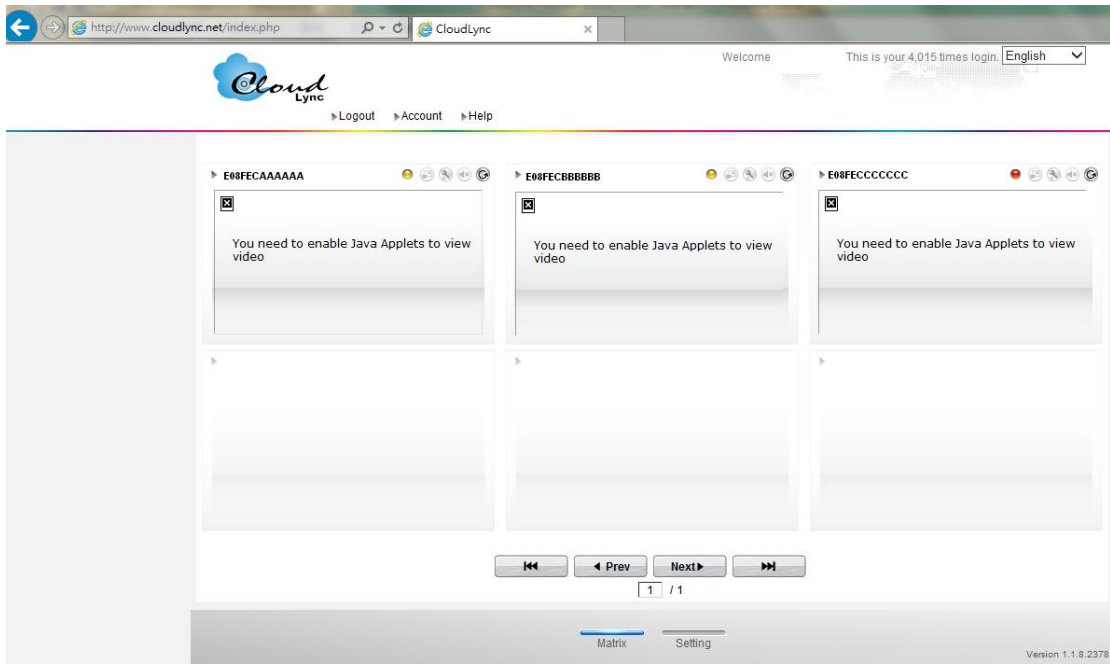 http://www.cloudlync.net/index.php
CloudLync
Welcome
This is your 4,015 times login.
English
Cloud
Lync
Logout
Account
Help
E08FECAAAAAA
E08FECBBBBBB
E08FECCCCCCC
You need to enable Java Applets to view
video
You need to enable Java Applets to view
video
You need to enable Java Applets to view
video
Prev
Next
1 / 1
Matrix
Setting
Version 1.1.8.2378